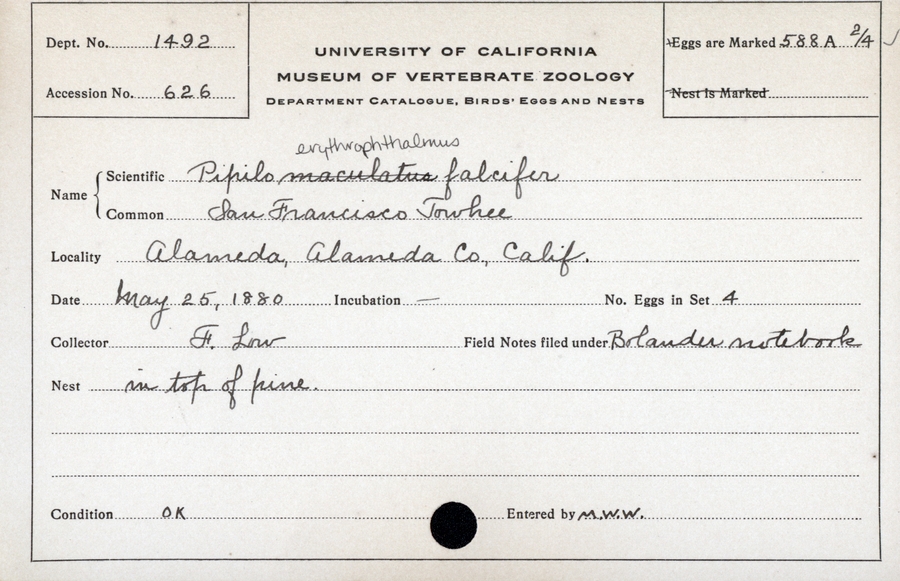 Dept. No. 1492
Accession No. 626
UNIVERSITY OF CALIFORNIA
MUSEUM OF VERTEBRATE ZOOLOGY
DEPARTMENT CATALOGUE, BIRDS' EGGS AND NESTS
Eggs are Marked 588A 2/4
Nest is Marked
erythrophthalmus
Name { Scientific Pipilo maculatus falcifer
Common San Francisco Towhee
Locality Alameda, Alameda Co., Calif.
Date May 25, 1880 Incubation — No. Eggs in Set 4
Collector F. Low Field Notes filed under Bolander notebook
Nest in top of pine.
Condition OK Entered by M.W.W.